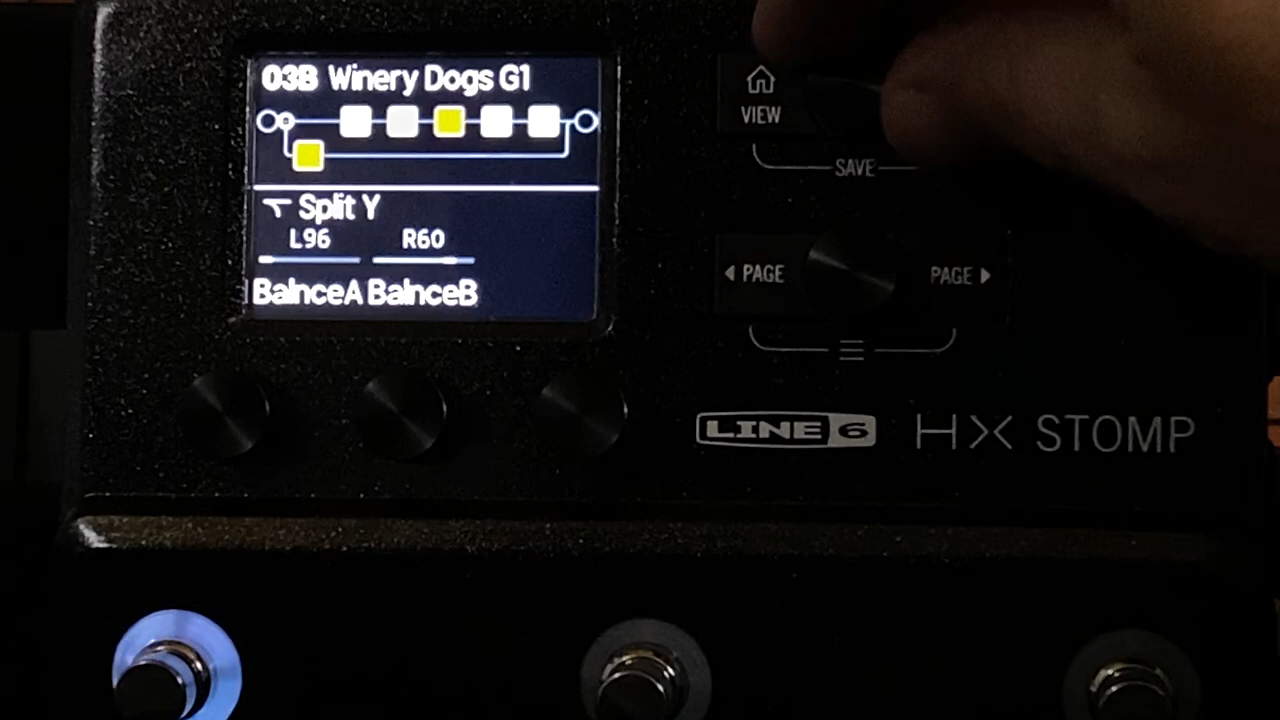 03B Winery Dogs G1
Split Y
L96 R60
BalnceA BalnceB
VIEW
SAVE
PAGE PAGE
LINE 6 HX STOMP